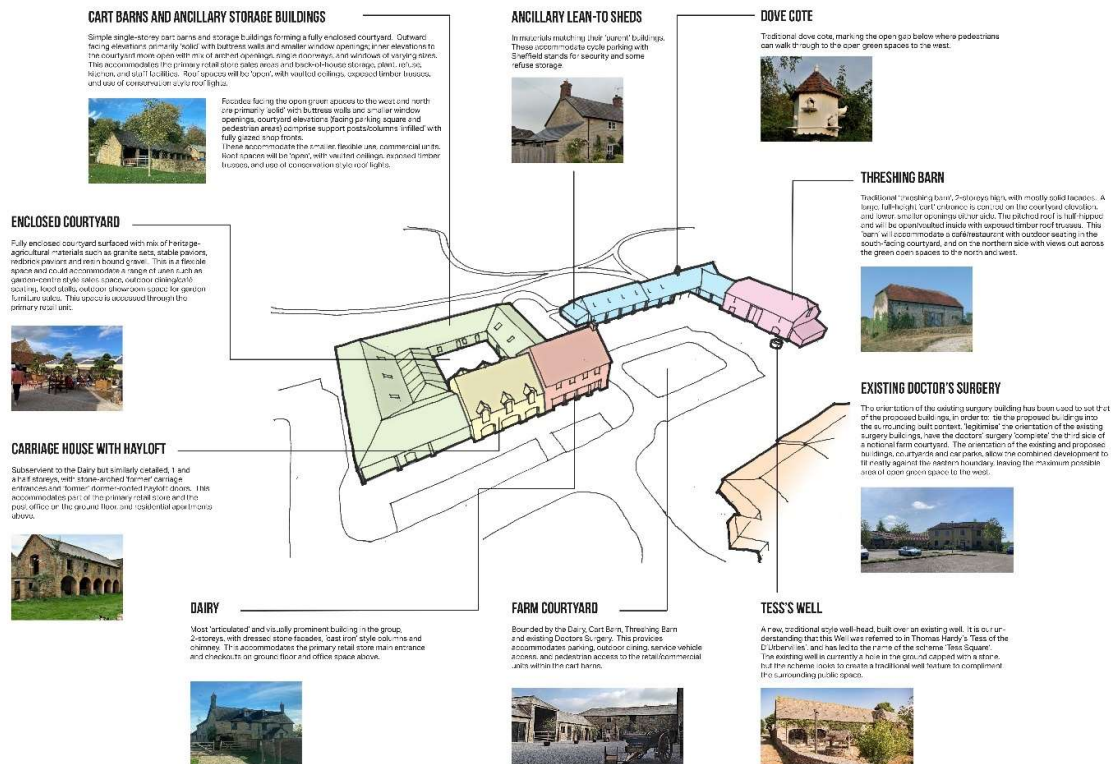 CART BARNS AND ANCILLARY STORAGE BUILDINGS
Simple single-storey cart barns and storage buildings forming a fully enclosed courtyard. Outward
facing elevations primarily 'solid' with buttress walls and smaller window openings; inner elevations to
the courtyard more open with mix of arched openings, single doorways, and windows of varying sizes.
This accommodates the primary retail store sales areas and back-of-house storage, plant, refuse,
kitchen, and staff facilities. Roof spaces will be 'open', with vaulted ceilings, exposed timber trusses,
and use of conservation style roof lights.
Facades facing the open green spaces to the west and north
are primarily 'solid' with buttress walls and smaller window
openings, courtyard elevations (facing parking square and
pedestrian areas) comprise support posts/columns 'infilled' with
fully glazed shop fronts.
These accommodate the smaller, flexible use, commercial units.
Roof spaces will be 'open', with vaulted ceilings, exposed timber
trusses, and use of conservation style roof lights.
ANCILLARY LEAN-TO SHEDS
In materials matching their 'parent' buildings.
These accommodate cycle parking with
Sheffield stands for security and some
refuse storage.
DOVE COTE
Traditional dove cote, marking the open gap below where pedestrians
can walk through to the open green spaces to the west.
THRESHING BARN
Traditional 'threshing barn', 2-storeys high, with mostly solid facades. A
large, full-height 'cart' entrance is centred on the courtyard elevation,
and lower, smaller openings either side. The pitched roof is half-hipped
and will be open/vaulted inside with exposed timber roof trusses. This
'barn' will accommodate a café/restaurant with outdoor seating in the
south-facing courtyard, and on the northern side with views out across
the green open spaces to the north and west.
ENCLOSED COURTYARD
Fully enclosed courtyard surfaced with mix of heritage-
agricultural materials such as granite sets, stable paviors,
redbrick paviors and resin bound gravel. This is a flexible
space and could accommodate a range of uses such as
garden-centre style sales space, outdoor dining/café
seating, food stalls, outdoor showroom space for garden
furniture sales. This space is accessed through the
primary retail unit.
EXISTING DOCTOR'S SURGERY
The orientation of the existing surgery building has been used to set that
of the proposed buildings, in order to: tie the proposed buildings into
the surrounding built context, 'legitimise' the orientation of the existing
surgery buildings, have the doctors' surgery 'complete' the third side of
a notional farm courtyard. The orientation of the existing and proposed
buildings, courtyards and car parks, allow the combined development to
fit neatly against the eastern boundary, leaving the maximum possible
area of open green space to the west.
CARRIAGE HOUSE WITH HAYLOFT
Subservient to the Dairy but similarly detailed, 1 and
a half storeys, with stone-arched 'former' carriage
entrances and 'former' dormer-roofed hayloft doors. This
accommodates part of the primary retail store and the
post office on the ground floor, and residential apartments
above.
DAIRY
Most 'articulated' and visually prominent building in the group,
2-storeys, with dressed stone facades, 'cast iron' style columns and
chimney. This accommodates the primary retail store main entrance
and checkouts on ground floor and office space above.
FARM COURTYARD
Bounded by the Dairy, Cart Barn, Threshing Barn
and existing Doctors Surgery. This provides
accommodates parking, outdoor dining, service vehicle
access, and pedestrian access to the retail/commercial
units within the cart barns.
TESS'S WELL
A new, traditional style well-head, built over an existing well. It is our un-
derstanding that this Well was referred to in Thomas Hardy's 'Tess of the
D'Urbervilles', and has led to the name of the scheme 'Tess Square'.
The existing well is currently a hole in the ground capped with a stone,
but the scheme looks to create a traditional well feature to compliment
the surrounding public space.